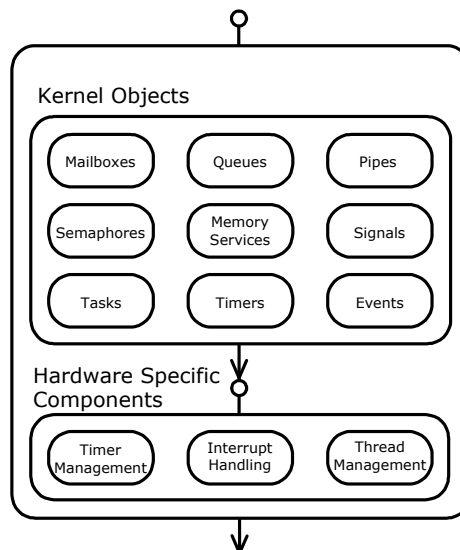 Kernel Objects
Mailboxes
Queues
Pipes
Semaphores
Memory
Services
Signals
Tasks
Timers
Events
Hardware Specific
Components
Timer
Management
Interrupt
Handling
Thread
Management